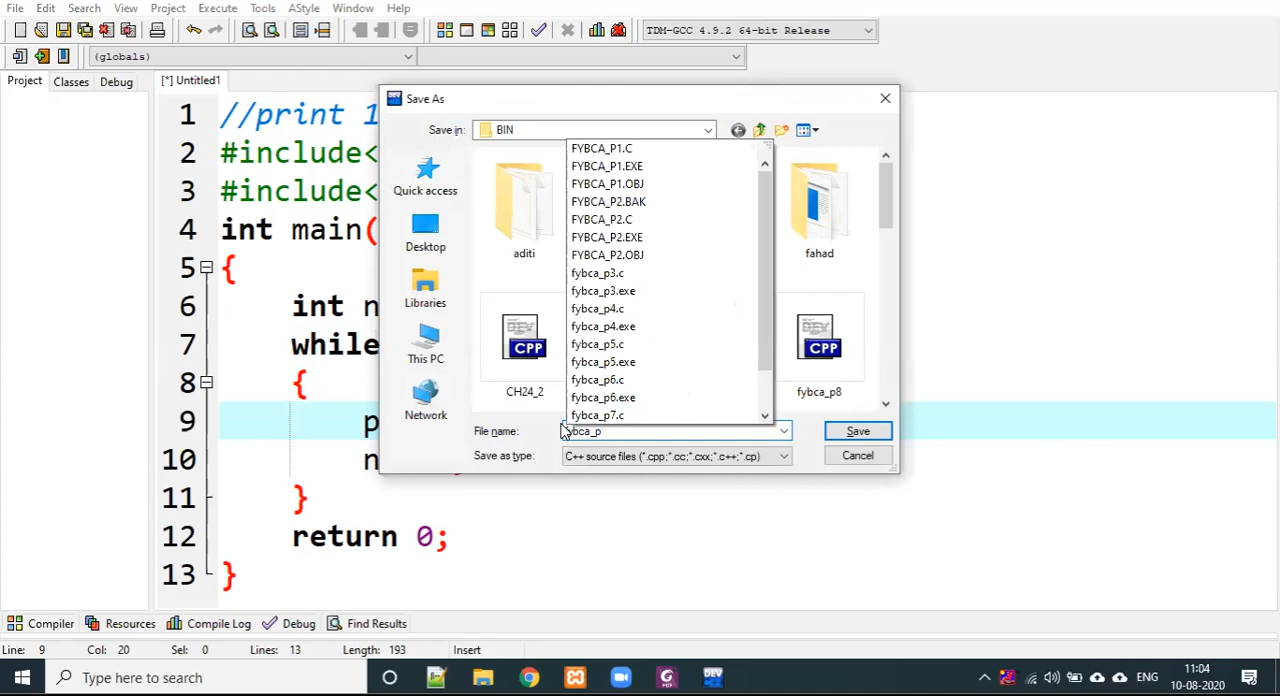 File Edit Search View Project Execute Tools AStyle Window Help
TDM-GCC 4.9.2 64-bit Release
(globals)
Project Classes Debug [*] Untitled1
Save As
Save in: BIN
Quick access
Desktop
Libraries
This PC
Network
aditi
fahad
DEV
CPP
CH24_2
DEV
CPP
fybca_p8
FYBCA_P1.C
FYBCA_P1.EXE
FYBCA_P1.OBJ
FYBCA_P2.BAK
FYBCA_P2.C
FYBCA_P2.EXE
FYBCA_P2.OBJ
fybca_p3.c
fybca_p3.exe
fybca_p4.c
fybca_p4.exe
fybca_p5.c
fybca_p5.exe
fybca_p6.c
fybca_p6.exe
fybca_p7.c
File name: ybca_p
Save
Save as type: C++ source files (*.cpp;*.cc;*.cxx;*.c++;*.cp)
Cancel
1 //print 1
2 #include<
3 #include<
4 int main(
5 {
6 int n
7 while
8 {
9 p
10 n
11 }
12 return 0;
13 }
Compiler Resources Compile Log Debug Find Results
Line: 9 Col: 20 Sel: 0 Lines: 13 Length: 193 Insert
Type here to search
DEV
ENG
11:04
10-08-2020